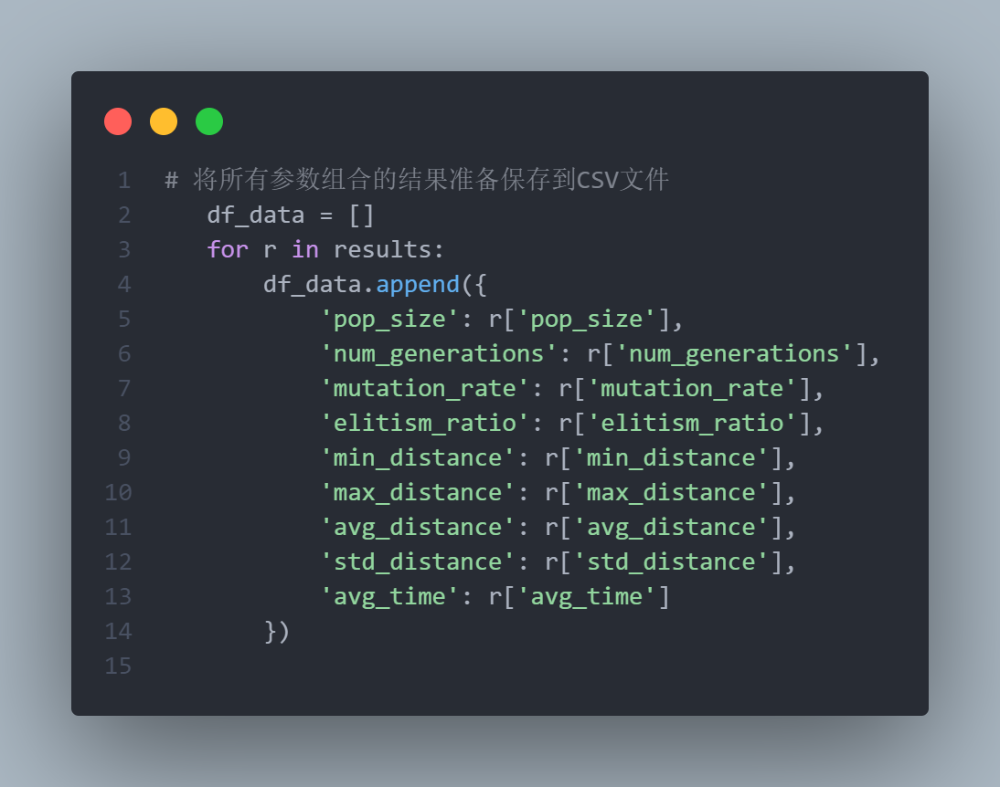 1 # 将所有参数组合的结果准备保存到CSV文件
2    df_data = []
3    for r in results:
4        df_data.append({
5            'pop_size': r['pop_size'],
6            'num_generations': r['num_generations'],
7            'mutation_rate': r['mutation_rate'],
8            'elitism_ratio': r['elitism_ratio'],
9            'min_distance': r['min_distance'],
10            'max_distance': r['max_distance'],
11            'avg_distance': r['avg_distance'],
12            'std_distance': r['std_distance'],
13            'avg_time': r['avg_time']
14        })
15